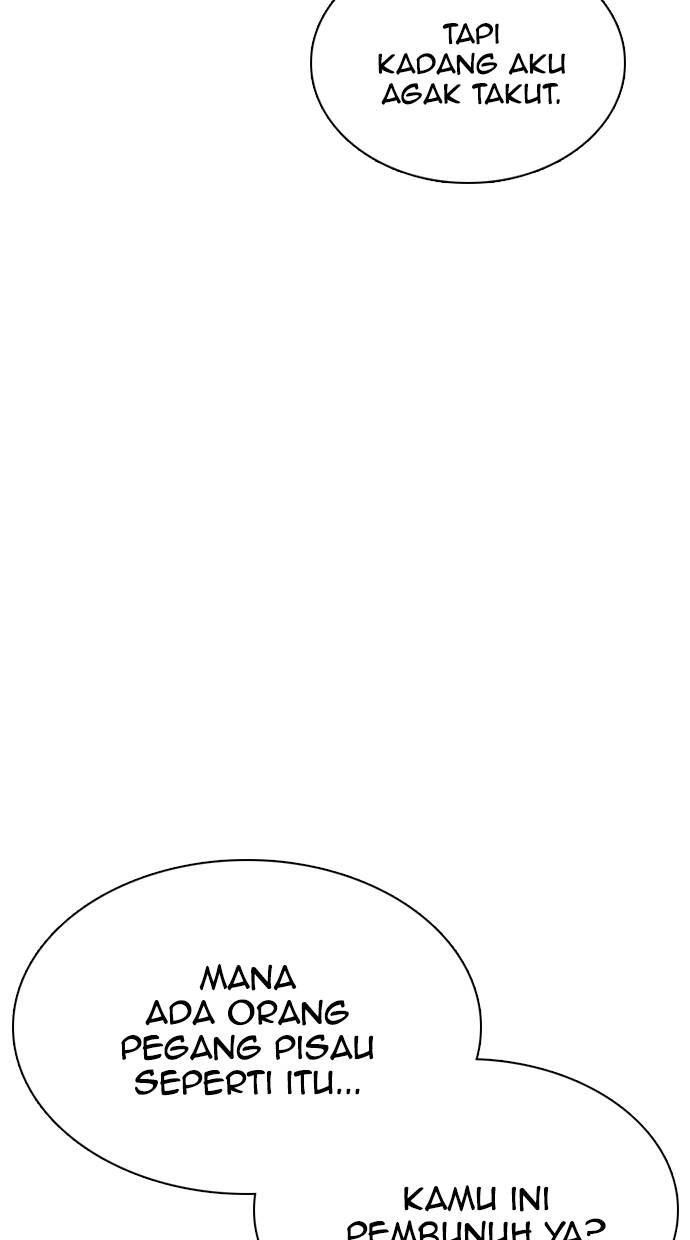 TAPI
KADANG AKU
AGAK TAKUT.
MANA
ADA ORANG
PEGANG PISAU
SEPERTI ITU...
KAMU INI
PEMBUNUH YA?